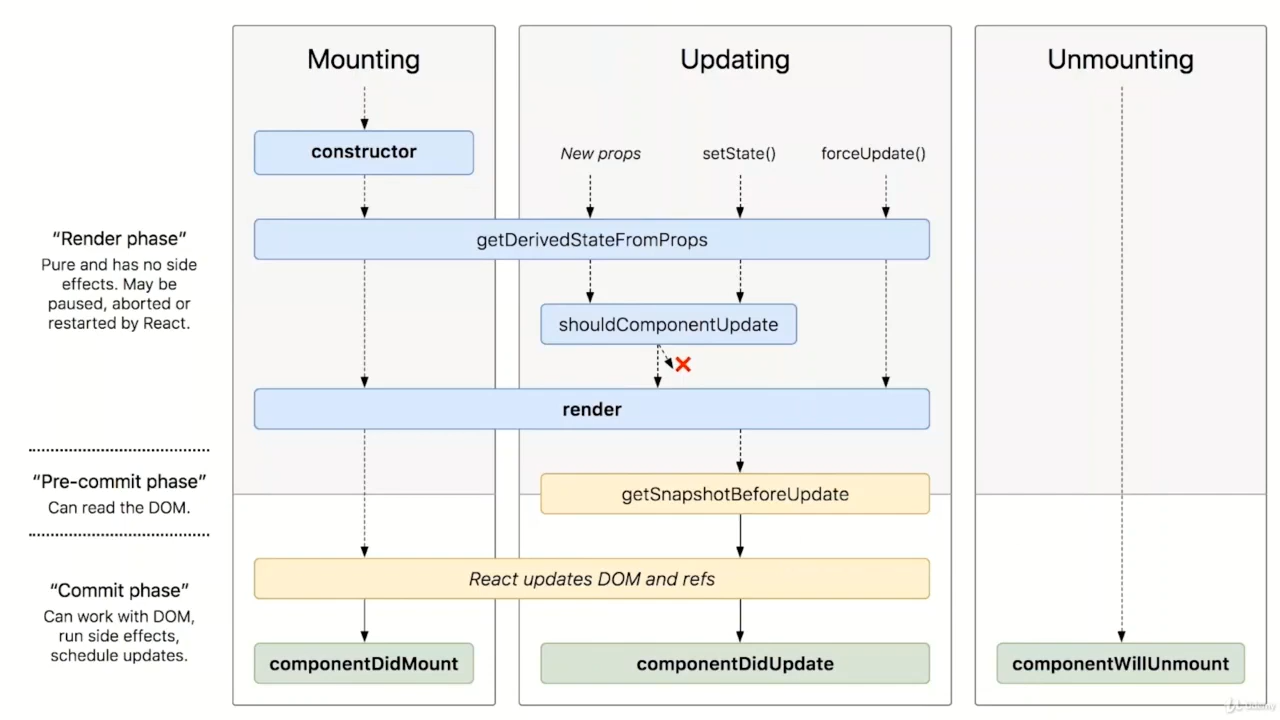 Mounting
Updating
Unmounting
constructor
New props
setState()
forceUpdate()
getDerivedStateFromProps
“Render phase”
Pure and has no side
effects. May be
paused, aborted or
restarted by React.
shouldComponentUpdate
render
“Pre-commit phase”
Can read the DOM.
getSnapshotBeforeUpdate
React updates DOM and refs
“Commit phase”
Can work with DOM,
run side effects,
schedule updates.
componentDidMount
componentDidUpdate
componentWillUnmount